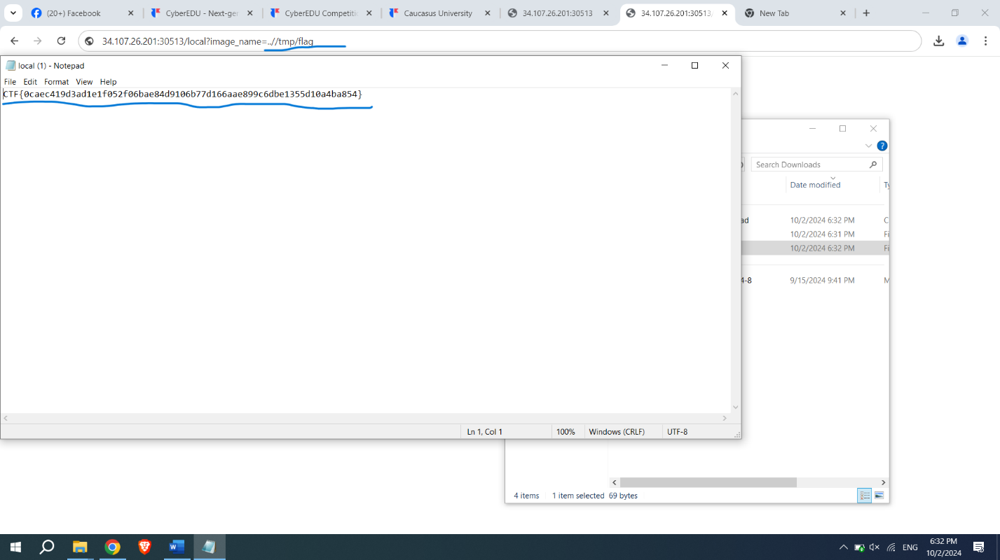 (20+) Facebook
CyberEDU - Next-ger
CyberEDU Competitic
Caucasus University
34.107.26.201:30513
34.107.26.201:30513/
New Tab
34.107.26.201:30513/local?image_name=..//tmp/flag
local (1) - Notepad
File Edit Format View Help
CTF{0caec419d3ad1e1f052f06bae84d9106b77d166aae899c6dbe1355d10a4ba854}
Search Downloads
Date modified
ad 10/2/2024 6:32 PM C
10/2/2024 6:31 PM Fi
10/2/2024 6:32 PM Fi
4-8 9/15/2024 9:41 PM M
Ln 1, Col 1 100% Windows (CRLF) UTF-8
4 items 1 item selected 69 bytes
ENG
6:32 PM
10/2/2024